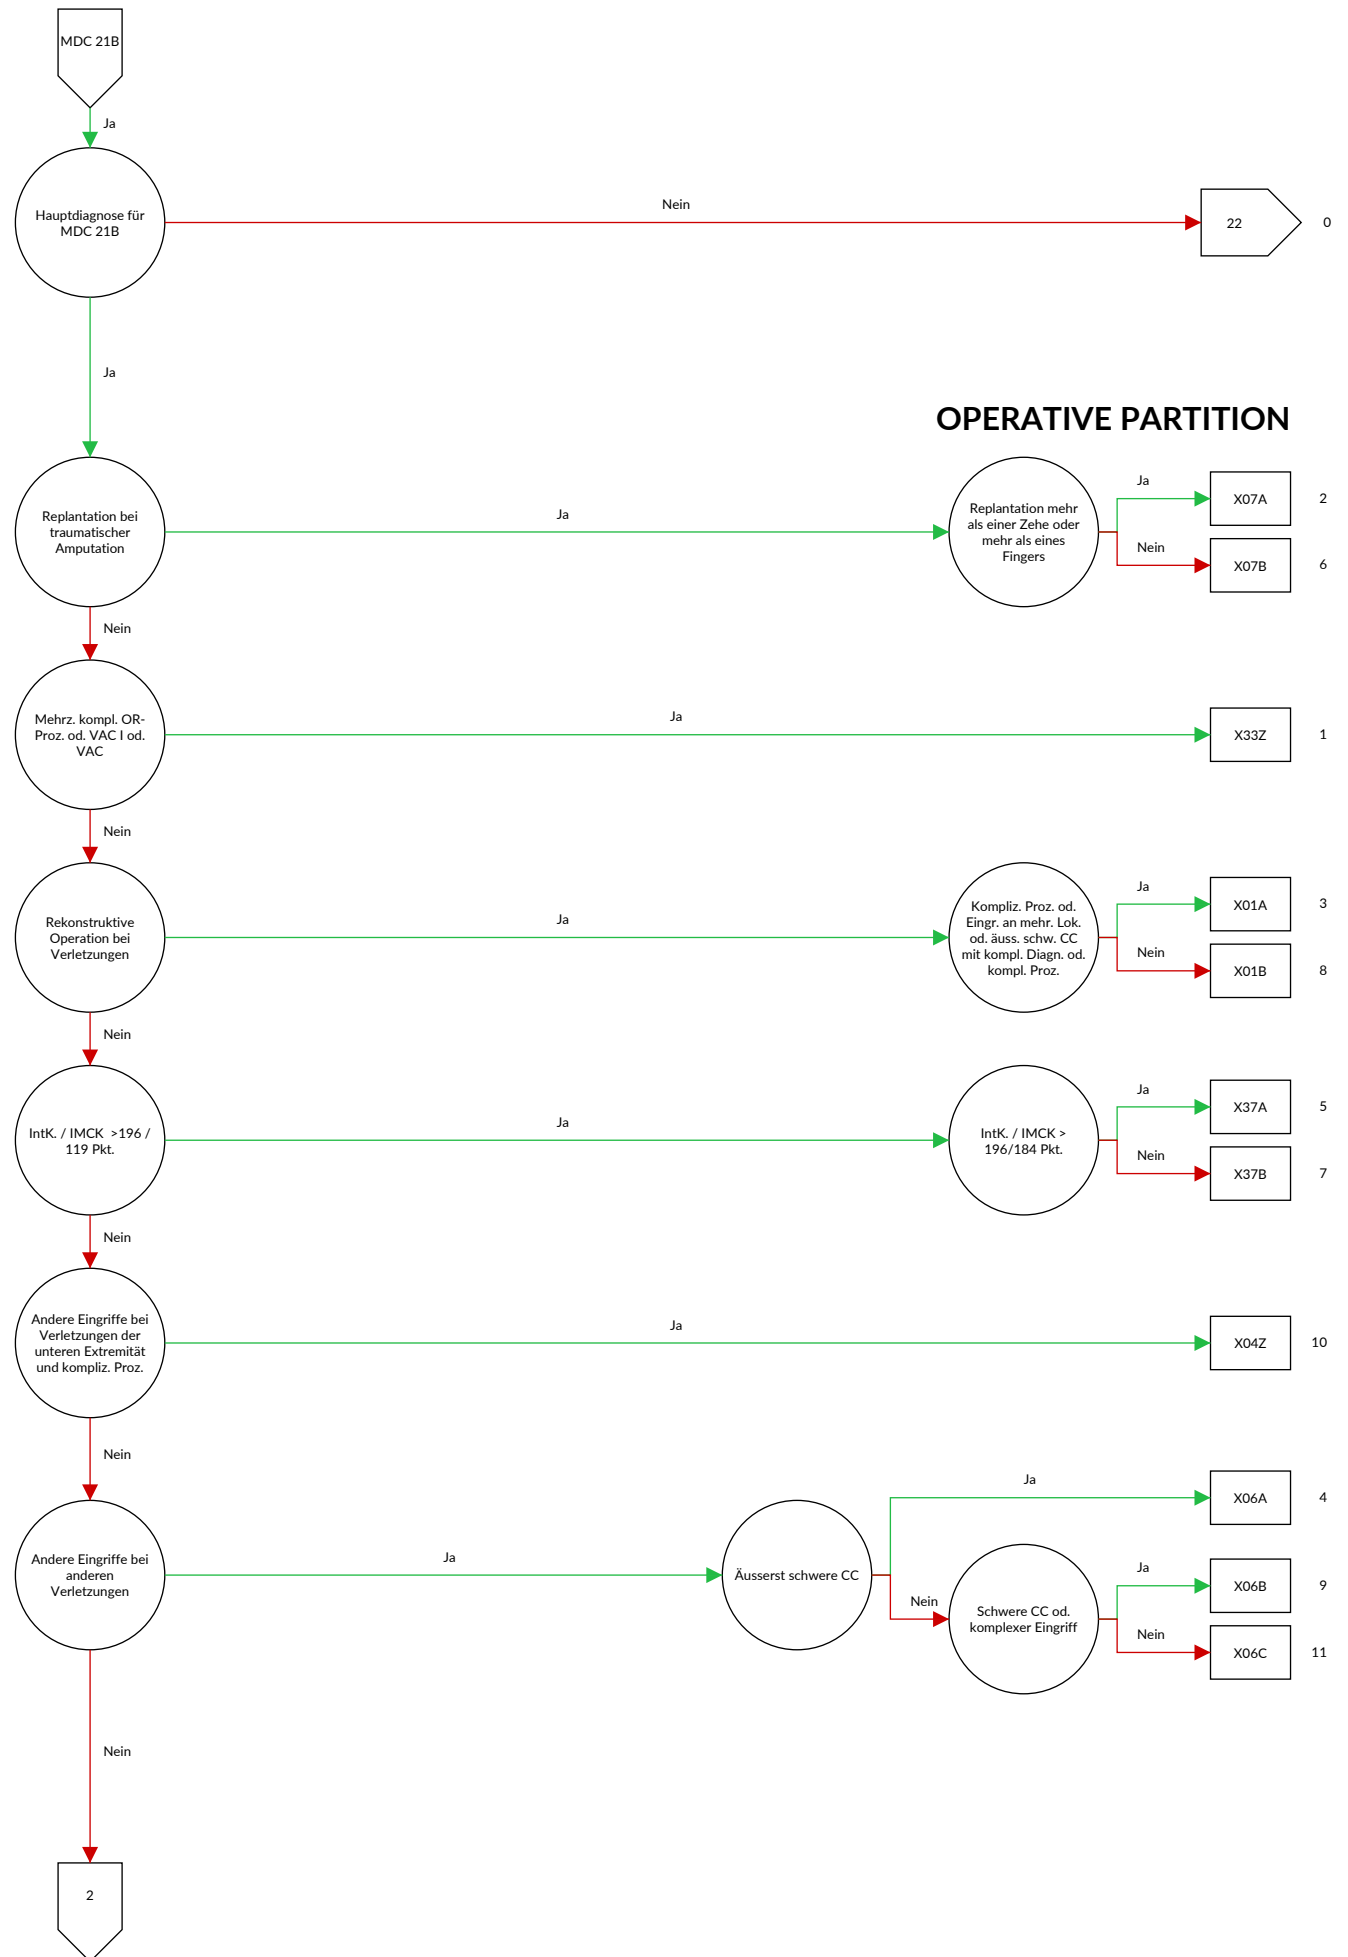 MDC 21B
Ja
Hauptdiagnose für
MDC 21B
Nein
22
0
Ja
OPERATIVE PARTITION
Replantation bei
traumatischer
Amputation
Ja
Replantation mehr
als einer Zehe oder
mehr als eines
Fingers
Ja
X07A
2
Nein
X07B
6
Nein
Mehrz. kompl. OR-
Proz. od. VAC I od.
VAC
Ja
X33Z
1
Nein
Rekonstruktive
Operation bei
Verletzungen
Ja
Kompliz. Proz. od.
Eingr. an mehr. Lok.
od. äuss. schw. CC
mit kompl. Diagn. od.
kompl. Proz.
Ja
X01A
3
Nein
X01B
8
Nein
IntK. / IMCK >196 /
119 Pkt.
Ja
IntK. / IMCK >
196/184 Pkt.
Ja
X37A
5
Nein
X37B
7
Nein
Andere Eingriffe bei
Verletzungen der
unteren Extremität
und kompliz. Proz.
Ja
X04Z
10
Nein
Andere Eingriffe bei
anderen
Verletzungen
Ja
Äusserst schwere CC
Ja
X06A
4
Nein
Schwere CC od.
komplexer Eingriff
Ja
X06B
9
Nein
X06C
11
Nein
2